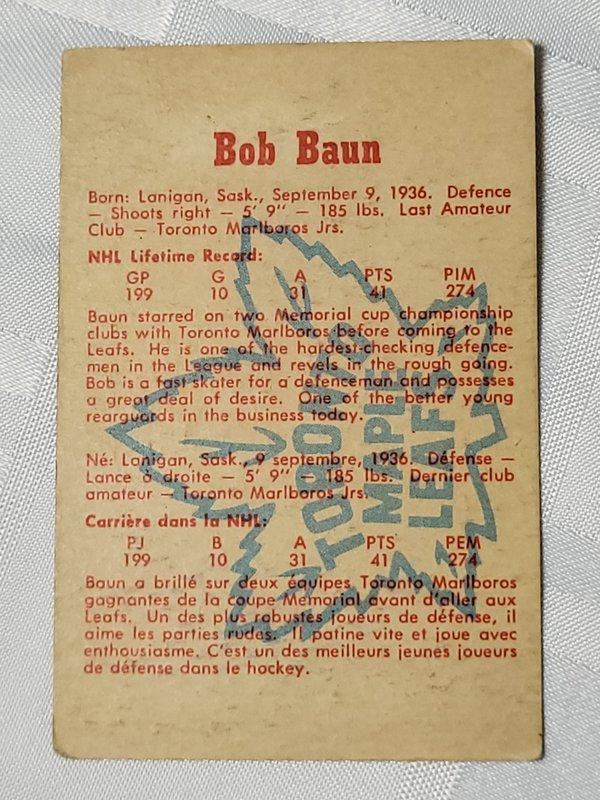 Bob Baun
Born: Lanigan, Sask., September 9, 1936. Defence
— Shoots right — 5' 9" — 185 lbs. Last Amateur
Club — Toronto Marlboros Jrs.
NHL Lifetime Record:
GP G A PTS PIM
199 10 31 41 274
Baun starred on two Memorial cup championship
clubs with Toronto Marlboros before coming to the
Leafs. He is one of the hardest-checking defence-
men in the League and revels in the rough going.
Bob is a fast skater for a defenceman and possesses
a great deal of desire. One of the better young
rearguards in the business today.
Né: Lanigan, Sask., 9 septembre, 1936. Défense —
Lance à droite — 5' 9" — 185 lbs. Dernier club
amateur — Toronto Marlboros Jrs.
Carrière dans la NHL:
PJ B A PTS PEM
199 10 31 41 274
Baun a brillé sur deux équipes Toronto Marlboros
gagnantes de la coupe Memorial avant d'aller aux
Leafs. Un des plus robustes joueurs de défense, il
aime les parties rudes. Il patine vite et joue avec
enthousiasme. C'est un des meilleurs jeunes joueurs
de défense dans le hockey.
TORONTO
MAPLE
LEAFS